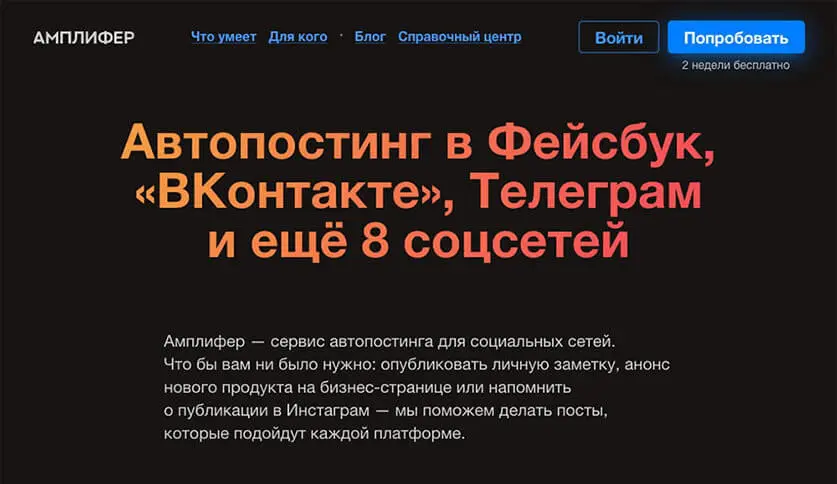 АМПЛИФЕР
Что умеет Для кого · Блог Справочный центр
Войти
Попробовать
2 недели бесплатно
Автопостинг в Фейсбук,
«ВКонтакте», Телеграм
и ещё 8 соцсетей
Амплифер — сервис автопостинга для социальных сетей.
Что бы вам ни было нужно: опубликовать личную заметку, анонс
нового продукта на бизнес-странице или напомнить
о публикации в Инстаграм — мы поможем делать посты,
которые подойдут каждой платформе.